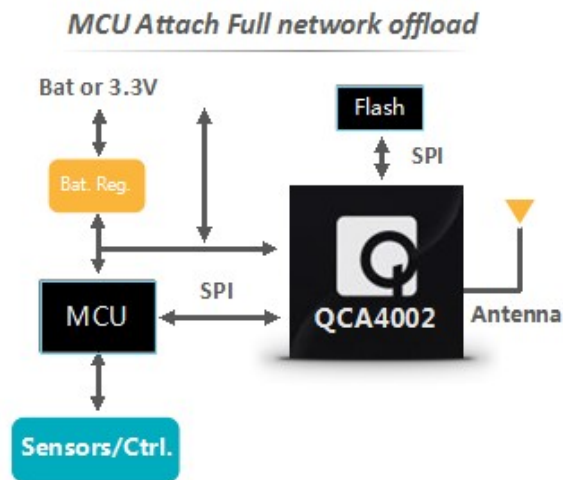 MCU Attach Full network offload
Bat or 3.3V
Flash
SPI
Bat. Reg.
SPI
MCU
QCA4002
Antenna
Sensors/Ctrl.